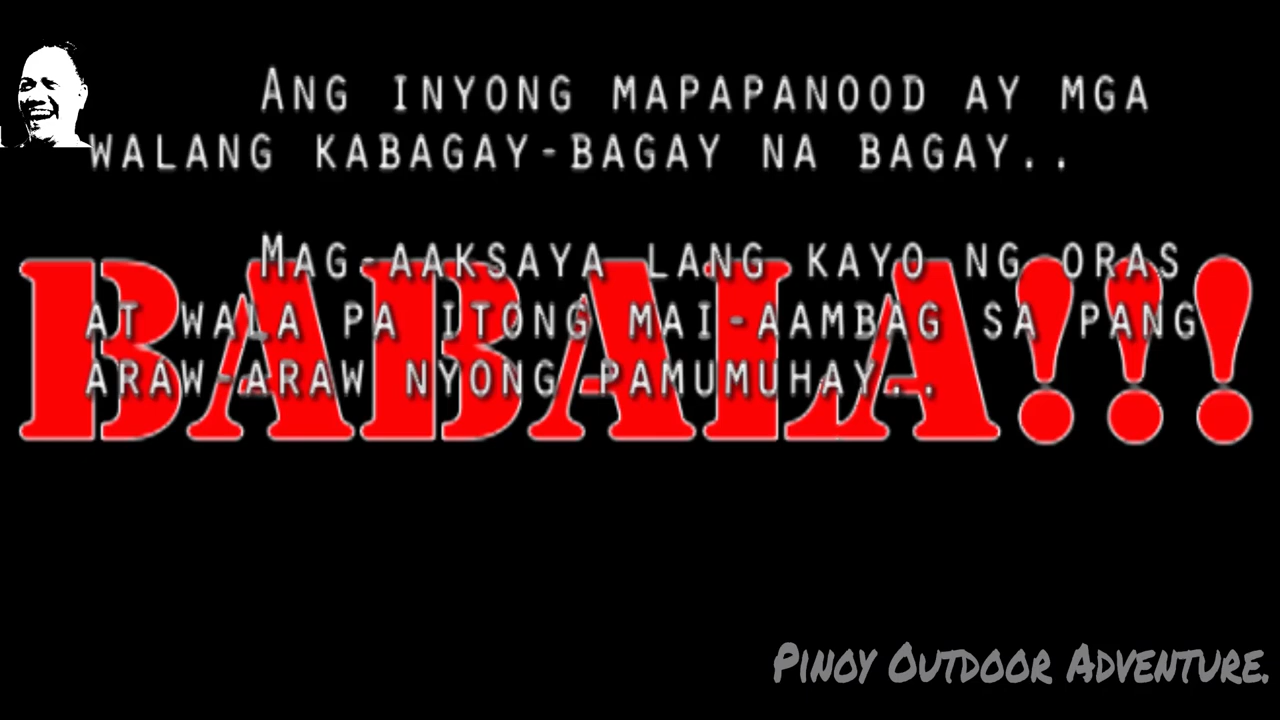 Ang inyong mapapanood ay mga
walang kabagay-bagay na bagay..
Mag-aaksaya lang kayo ng oras
at wala pa itong mai-aambag sa pang
araw-araw nyong pamumuhay..
BABALA!!!
Pinoy Outdoor Adventure.